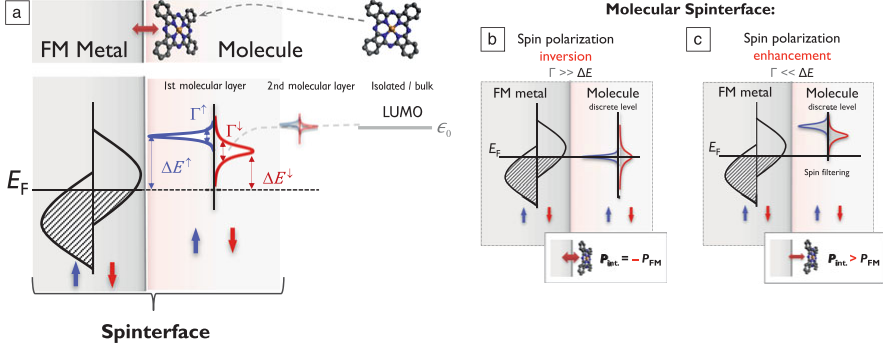 a
FM Metal
Molecule
1st molecular layer
2nd molecular layer
Isolated / bulk
Γ↑
Γ↓
LUMO
ϵ0
ΔE↑
ΔE↓
EF
Spinterface
Molecular Spinterface:
b
Spin polarization
inversion
Γ >> ΔE
FM metal
Molecule
discrete level
EF
Pint. = – PFM
c
Spin polarization
enhancement
Γ << ΔE
FM metal
Molecule
discrete level
EF
Spin filtering
Pint. > PFM